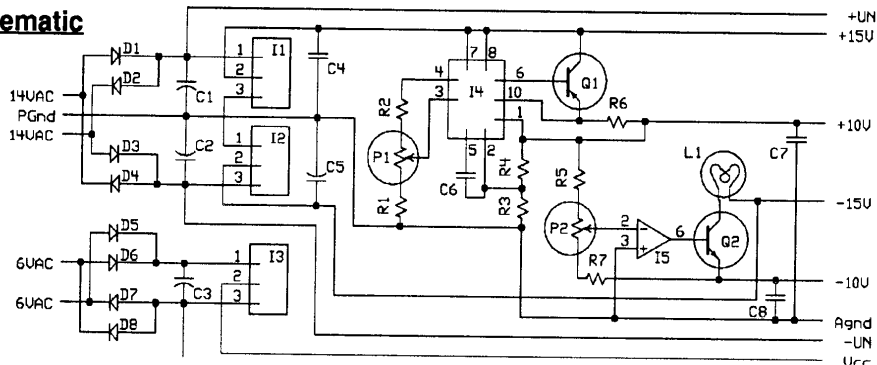 ematic
+UN
+15V
D1
D2
14VAC
PGnd
14VAC
D3
D4
D5
D6
6VAC
6VAC
D7
D8
C1
C2
C3
1
2
3
I1
1
2
3
I2
1
2
3
I3
C4
C5
R2
P1
R1
4
3
7
8
I4
6
10
1
5
2
C6
Q1
R6
R4
R3
R5
P2
R7
2
3
I5
6
L1
Q2
C7
C8
+10V
-15V
-10V
Agnd
-UN
Vcc